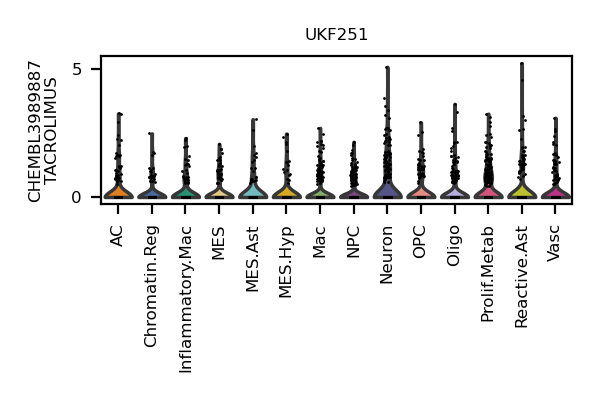 UKF251
CHEMBL3989887
TACROLIMUS
5
0
AC
Chromatin.Reg
Inflammatory.Mac
MES
MES.Ast
MES.Hyp
Mac
NPC
Neuron
OPC
Oligo
Prolif.Metab
Reactive.Ast
Vasc